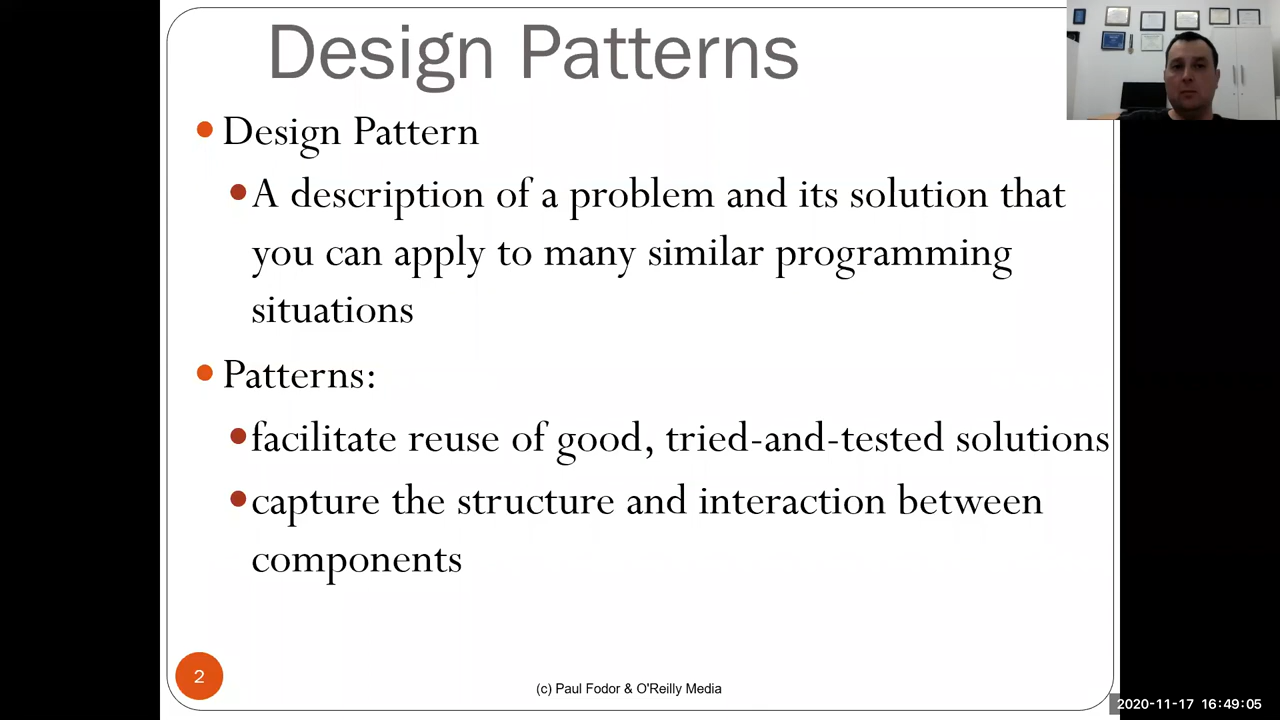 Design Patterns
Design Pattern
A description of a problem and its solution that
you can apply to many similar programming
situations
Patterns:
facilitate reuse of good, tried-and-tested solutions
capture the structure and interaction between
components
2
(c) Paul Fodor & O'Reilly Media
2020-11-17 16:49:05